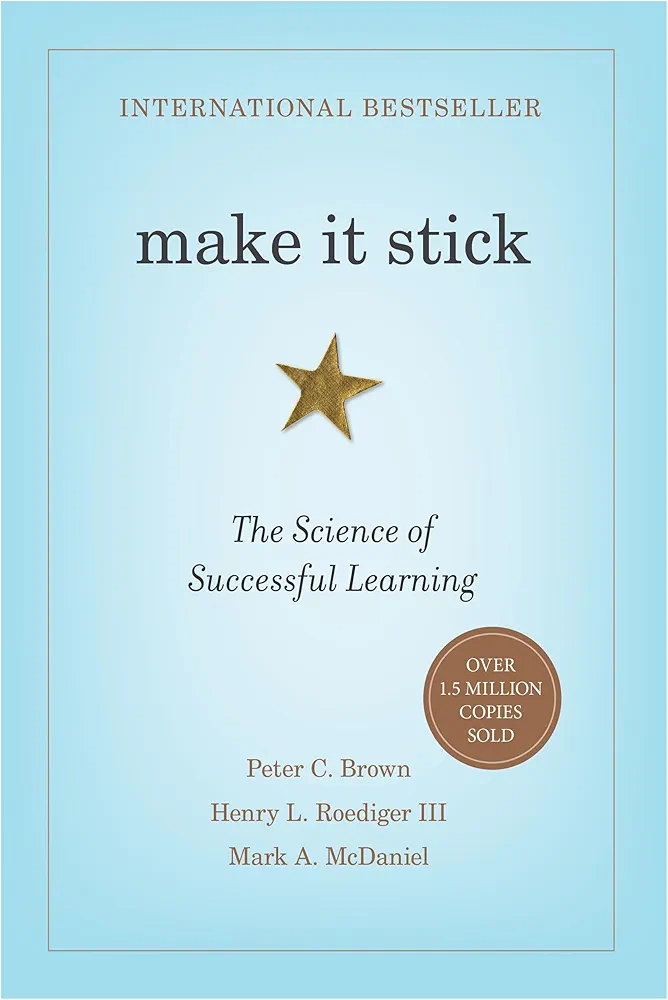 INTERNATIONAL BESTSELLER
make it stick
The Science of
Successful Learning
OVER
1.5 MILLION
COPIES
SOLD
Peter C. Brown
Henry L. Roediger III
Mark A. McDaniel